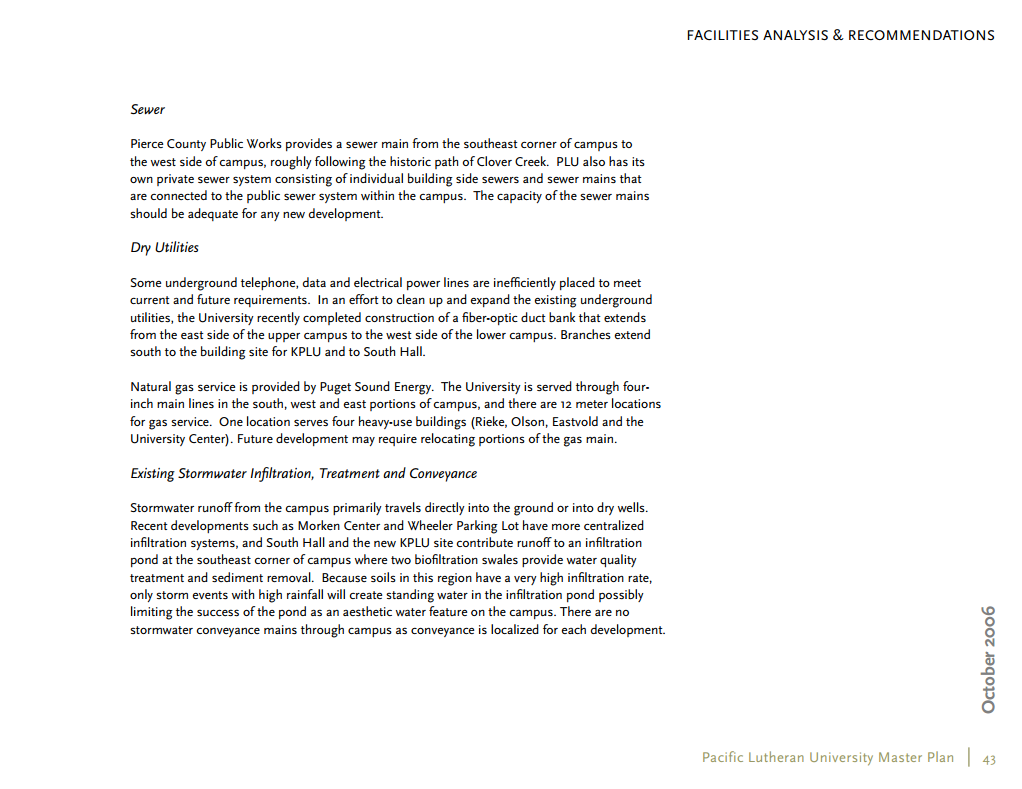 FACILITIES ANALYSIS & RECOMMENDATIONS
Sewer
Pierce County Public Works provides a sewer main from the southeast corner of campus to
the west side of campus, roughly following the historic path of Clover Creek.  PLU also has its
own private sewer system consisting of individual building side sewers and sewer mains that
are connected to the public sewer system within the campus.  The capacity of the sewer mains
should be adequate for any new development.
Dry Utilities
Some underground telephone, data and electrical power lines are inefficiently placed to meet
current and future requirements.  In an effort to clean up and expand the existing underground
utilities, the University recently completed construction of a fiber-optic duct bank that extends
from the east side of the upper campus to the west side of the lower campus. Branches extend
south to the building site for KPLU and to South Hall.
Natural gas service is provided by Puget Sound Energy.  The University is served through four-
inch main lines in the south, west and east portions of campus, and there are 12 meter locations
for gas service.  One location serves four heavy-use buildings (Rieke, Olson, Eastvold and the
University Center). Future development may require relocating portions of the gas main.
Existing Stormwater Infiltration, Treatment and Conveyance
Stormwater runoff from the campus primarily travels directly into the ground or into dry wells.
Recent developments such as Morken Center and Wheeler Parking Lot have more centralized
infiltration systems, and South Hall and the new KPLU site contribute runoff to an infiltration
pond at the southeast corner of campus where two biofiltration swales provide water quality
treatment and sediment removal.  Because soils in this region have a very high infiltration rate,
only storm events with high rainfall will create standing water in the infiltration pond possibly
limiting the success of the pond as an aesthetic water feature on the campus. There are no
stormwater conveyance mains through campus as conveyance is localized for each development.
October 2006
Pacific Lutheran University Master Plan | 43